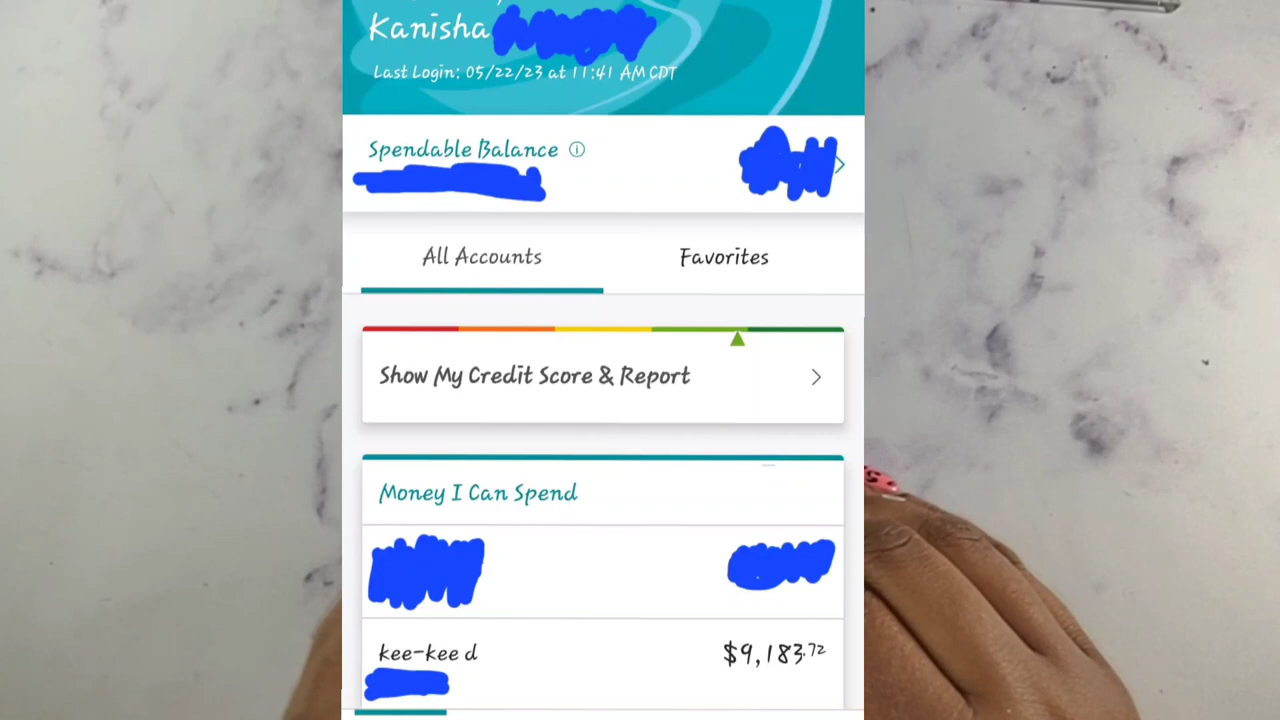 Kanisha
Last Login: 05/22/23 at 11:41 AM CDT
Spendable Balance
All Accounts
Favorites
Show My Credit Score & Report
Money I Can Spend
kee-kee d
$9,183.72